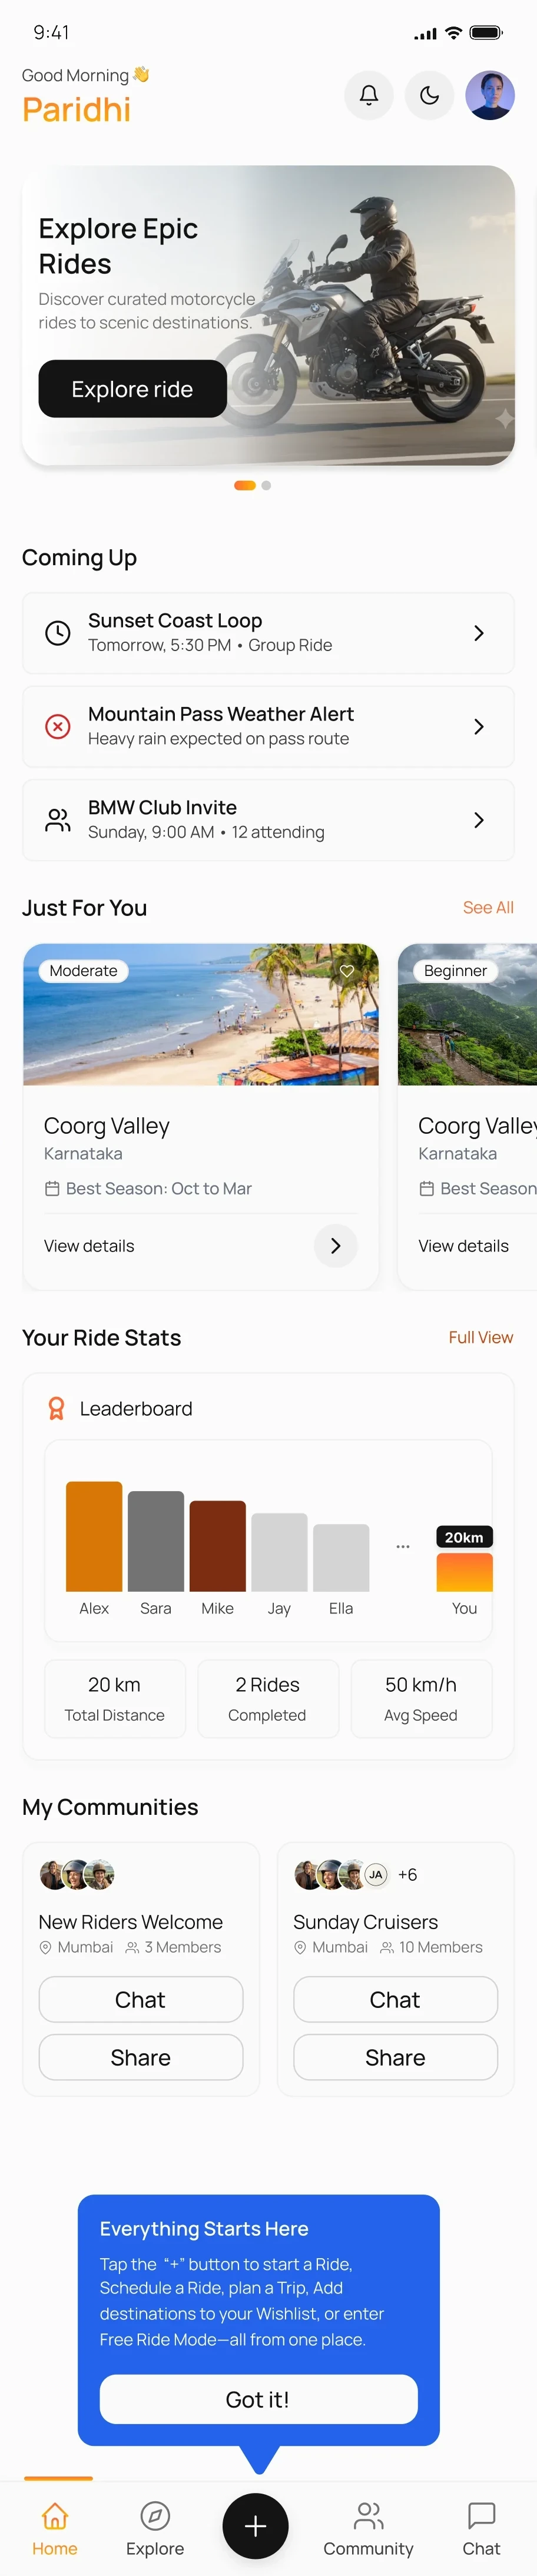 9:41
Good Morning 👋
Paridhi
Explore Epic
Rides
Discover curated motorcycle
rides to scenic destinations.
Explore ride
Coming Up
Sunset Coast Loop
Tomorrow, 5:30 PM • Group Ride
Mountain Pass Weather Alert
Heavy rain expected on pass route
BMW Club Invite
Sunday, 9:00 AM • 12 attending
Just For You
See All
Moderate
Beginner
Coorg Valley
Coorg Valley
Karnataka
Karnataka
Best Season: Oct to Mar
Best Season
View details
View details
Your Ride Stats
Full View
Leaderboard
...
20km
Alex
Sara
Mike
Jay
Ella
You
20 km
2 Rides
50 km/h
Total Distance
Completed
Avg Speed
My Communities
JA
+6
New Riders Welcome
Sunday Cruisers
Mumbai 3 Members
Mumbai 10 Members
Chat
Chat
Share
Share
Everything Starts Here
Tap the “+” button to start a Ride,
Schedule a Ride, plan a Trip, Add
destinations to your Wishlist, or enter
Free Ride Mode—all from one place.
Got it!
Home
Explore
Community
Chat